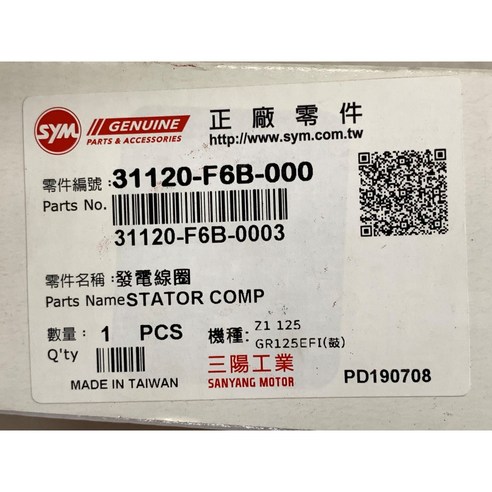 SYM GENUINE
PARTS & ACCESSORIES
正廠零件
http://www.sym.com.tw
零件編號:31120-F6B-000
Parts No.
31120-F6B-0003
零件名稱:發電線圈
Parts Name STATOR COMP
數量: 1 PCS
Q'ty
機種: Z1 125
GR125EFI(鼓)
三陽工業
SANYANG MOTOR
MADE IN TAIWAN
PD190708